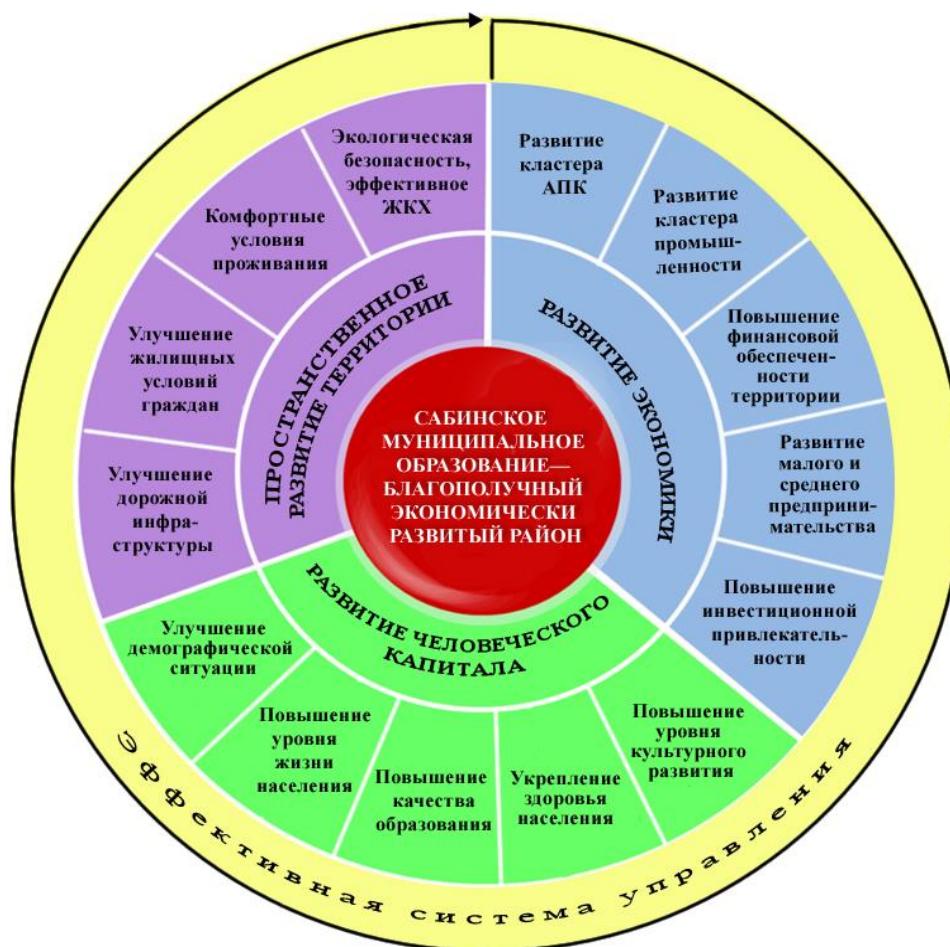 САБИНСКОЕ
МУНИЦИПАЛЬНОЕ
ОБРАЗОВАНИЕ—
БЛАГОПОЛУЧНЫЙ
ЭКОНОМИЧЕСКИ
РАЗВИТЫЙ РАЙОН
РАЗВИТИЕ ЭКОНОМИКИ
Развитие
кластера
АПК
Развитие
кластера
промыш-
ленности
Повышение
финансовой
обеспечен-
ности
территории
Развитие
малого и
среднего
предприни-
мательства
Повышение
инвестиционной
привлекатель-
ности
РАЗВИТИЕ ЧЕЛОВЕЧЕСКОГО
КАПИТАЛА
Повышение
уровня
культурного
развития
Укрепление
здоровья
населения
Повышение
качества
образования
Повышение
уровня
жизни
населения
Улучшение
демографической
ситуации
ПРОСТРАНСТВЕННОЕ
РАЗВИТИЕ ТЕРРИТОРИИ
Улучшение
дорожной
инфра-
структуры
Улучшение
жилищных
условий
граждан
Комфортные
условия
проживания
Экологическая
безопасность,
эффективное
ЖКХ
Эффективная система управления